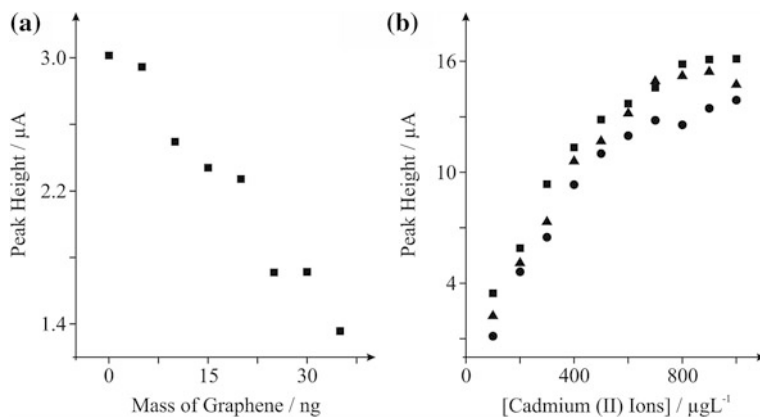 (a)
3.0
2.2
1.4
Peak Height / µA
0 15 30
Mass of Graphene / ng
(b)
16
10
4
Peak Height / µA
400 800
[Cadmium (II) Ions] / µgL⁻¹